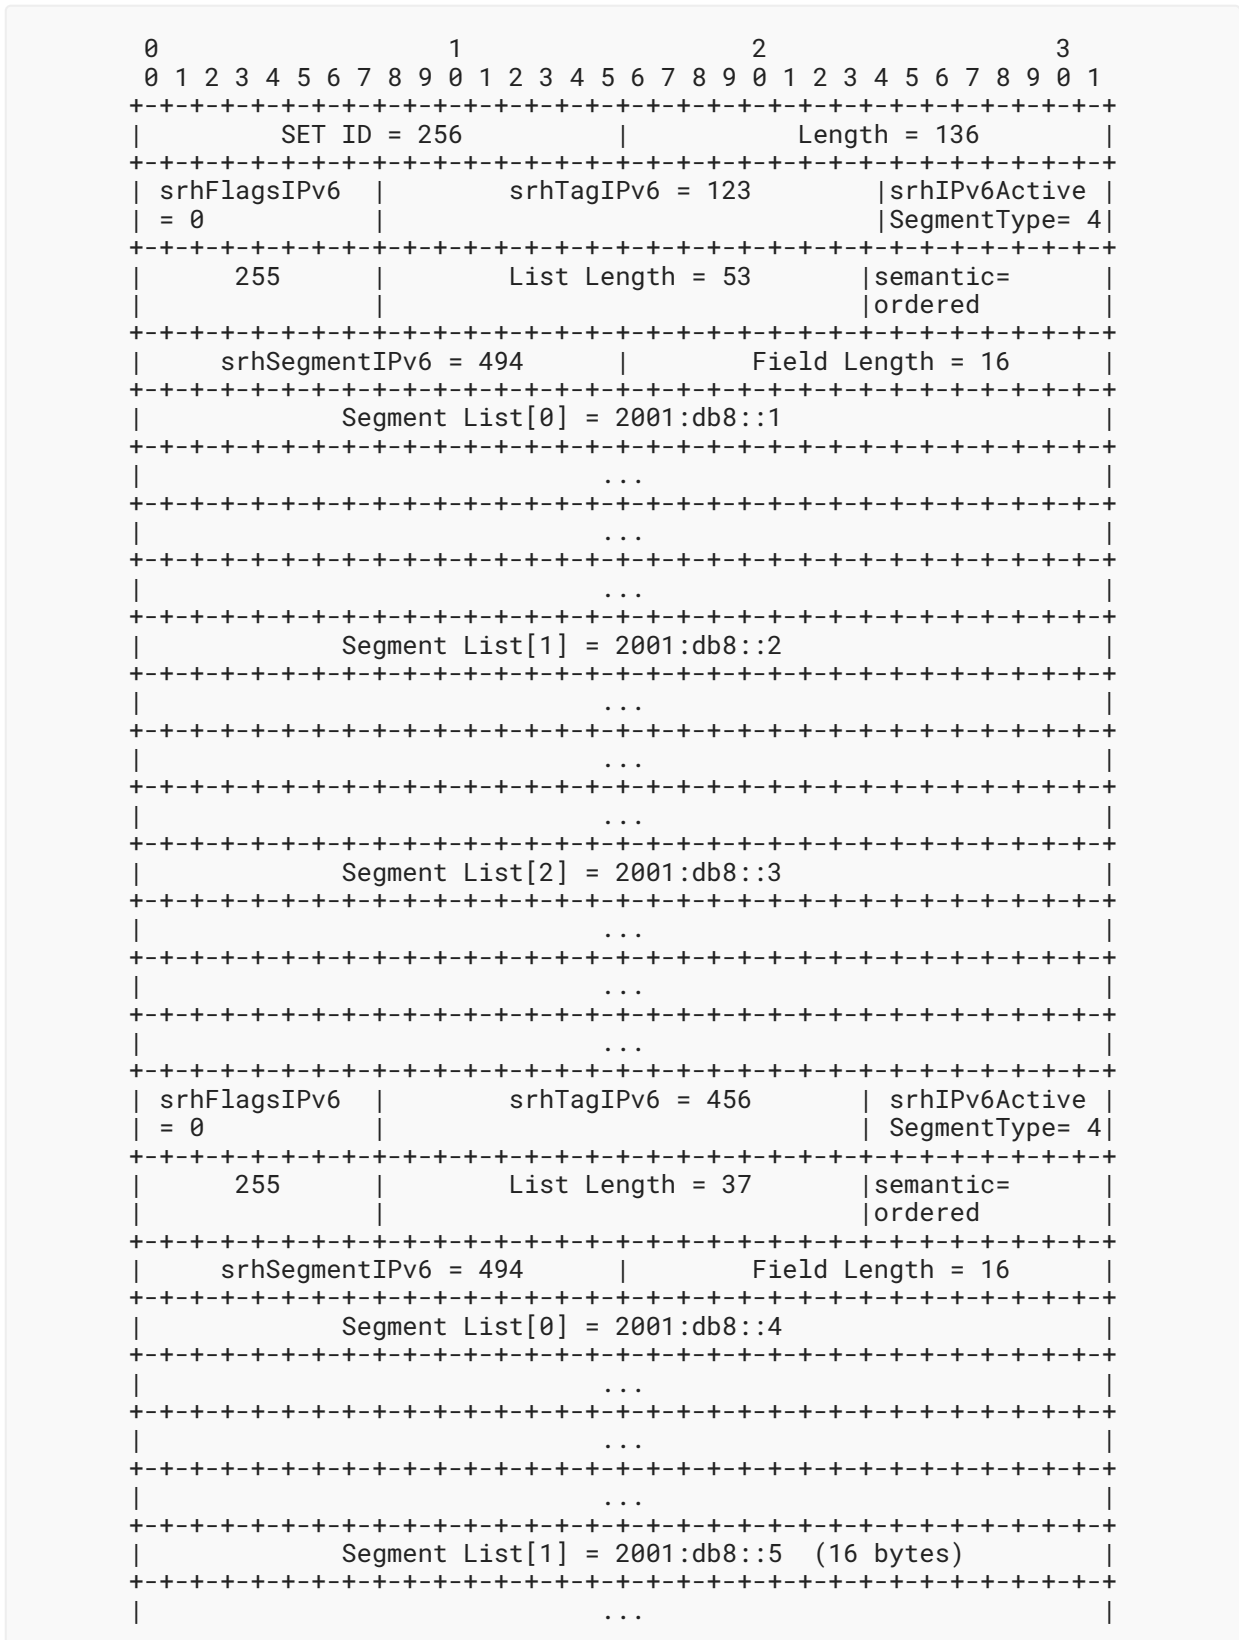 0                   1                   2                   3
 0 1 2 3 4 5 6 7 8 9 0 1 2 3 4 5 6 7 8 9 0 1 2 3 4 5 6 7 8 9 0 1
+-+-+-+-+-+-+-+-+-+-+-+-+-+-+-+-+-+-+-+-+-+-+-+-+-+-+-+-+-+-+-+-+
|         SET ID = 256          |           Length = 136        |
+-+-+-+-+-+-+-+-+-+-+-+-+-+-+-+-+-+-+-+-+-+-+-+-+-+-+-+-+-+-+-+-+
| srhFlagsIPv6  |        srhTagIPv6 = 123        |srhIPv6Active |
| = 0           |                                |SegmentType= 4|
+-+-+-+-+-+-+-+-+-+-+-+-+-+-+-+-+-+-+-+-+-+-+-+-+-+-+-+-+-+-+-+-+
|      255      |        List Length = 53       |semantic=      |
|               |                               |ordered        |
+-+-+-+-+-+-+-+-+-+-+-+-+-+-+-+-+-+-+-+-+-+-+-+-+-+-+-+-+-+-+-+-+
|     srhSegmentIPv6 = 494      |        Field Length = 16      |
+-+-+-+-+-+-+-+-+-+-+-+-+-+-+-+-+-+-+-+-+-+-+-+-+-+-+-+-+-+-+-+-+
|             Segment List[0] = 2001:db8::1                     |
+-+-+-+-+-+-+-+-+-+-+-+-+-+-+-+-+-+-+-+-+-+-+-+-+-+-+-+-+-+-+-+-+
|                              ...                              |
+-+-+-+-+-+-+-+-+-+-+-+-+-+-+-+-+-+-+-+-+-+-+-+-+-+-+-+-+-+-+-+-+
|                              ...                              |
+-+-+-+-+-+-+-+-+-+-+-+-+-+-+-+-+-+-+-+-+-+-+-+-+-+-+-+-+-+-+-+-+
|                              ...                              |
+-+-+-+-+-+-+-+-+-+-+-+-+-+-+-+-+-+-+-+-+-+-+-+-+-+-+-+-+-+-+-+-+
|             Segment List[1] = 2001:db8::2                     |
+-+-+-+-+-+-+-+-+-+-+-+-+-+-+-+-+-+-+-+-+-+-+-+-+-+-+-+-+-+-+-+-+
|                              ...                              |
+-+-+-+-+-+-+-+-+-+-+-+-+-+-+-+-+-+-+-+-+-+-+-+-+-+-+-+-+-+-+-+-+
|                              ...                              |
+-+-+-+-+-+-+-+-+-+-+-+-+-+-+-+-+-+-+-+-+-+-+-+-+-+-+-+-+-+-+-+-+
|                              ...                              |
+-+-+-+-+-+-+-+-+-+-+-+-+-+-+-+-+-+-+-+-+-+-+-+-+-+-+-+-+-+-+-+-+
|             Segment List[2] = 2001:db8::3                     |
+-+-+-+-+-+-+-+-+-+-+-+-+-+-+-+-+-+-+-+-+-+-+-+-+-+-+-+-+-+-+-+-+
|                              ...                              |
+-+-+-+-+-+-+-+-+-+-+-+-+-+-+-+-+-+-+-+-+-+-+-+-+-+-+-+-+-+-+-+-+
|                              ...                              |
+-+-+-+-+-+-+-+-+-+-+-+-+-+-+-+-+-+-+-+-+-+-+-+-+-+-+-+-+-+-+-+-+
|                              ...                              |
+-+-+-+-+-+-+-+-+-+-+-+-+-+-+-+-+-+-+-+-+-+-+-+-+-+-+-+-+-+-+-+-+
| srhFlagsIPv6  |        srhTagIPv6 = 456       | srhIPv6Active |
| = 0           |                               | SegmentType= 4|
+-+-+-+-+-+-+-+-+-+-+-+-+-+-+-+-+-+-+-+-+-+-+-+-+-+-+-+-+-+-+-+-+
|      255      |        List Length = 37       |semantic=      |
|               |                               |ordered        |
+-+-+-+-+-+-+-+-+-+-+-+-+-+-+-+-+-+-+-+-+-+-+-+-+-+-+-+-+-+-+-+-+
|     srhSegmentIPv6 = 494      |        Field Length = 16      |
+-+-+-+-+-+-+-+-+-+-+-+-+-+-+-+-+-+-+-+-+-+-+-+-+-+-+-+-+-+-+-+-+
|             Segment List[0] = 2001:db8::4                     |
+-+-+-+-+-+-+-+-+-+-+-+-+-+-+-+-+-+-+-+-+-+-+-+-+-+-+-+-+-+-+-+-+
|                              ...                              |
+-+-+-+-+-+-+-+-+-+-+-+-+-+-+-+-+-+-+-+-+-+-+-+-+-+-+-+-+-+-+-+-+
|                              ...                              |
+-+-+-+-+-+-+-+-+-+-+-+-+-+-+-+-+-+-+-+-+-+-+-+-+-+-+-+-+-+-+-+-+
|                              ...                              |
+-+-+-+-+-+-+-+-+-+-+-+-+-+-+-+-+-+-+-+-+-+-+-+-+-+-+-+-+-+-+-+-+
|             Segment List[1] = 2001:db8::5  (16 bytes)         |
+-+-+-+-+-+-+-+-+-+-+-+-+-+-+-+-+-+-+-+-+-+-+-+-+-+-+-+-+-+-+-+-+
|                              ...                              |